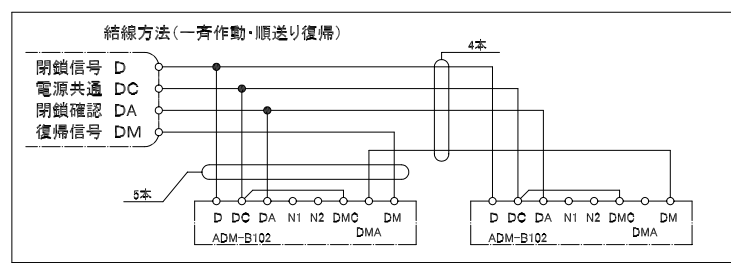 結線方法(一斉作動・順送り復帰)
4本
閉鎖信号 D
電源共通 DC
閉鎖確認 DA
復帰信号 DM
5本
D DC DA N1 N2 DMC DMA DM
ADM-B102
D DC DA N1 N2 DMC DMA DM
ADM-B102